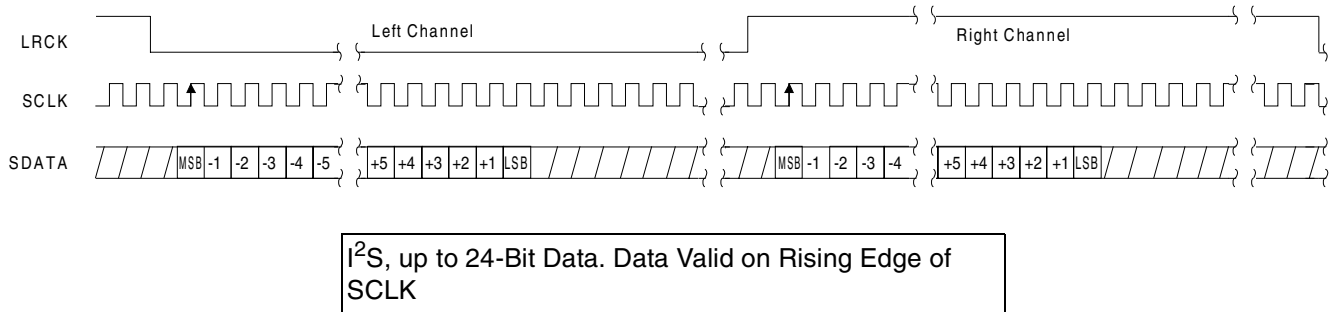 LRCK Left Channel Right Channel
SCLK
SDATA MSB -1 -2 -3 -4 -5 +5 +4 +3 +2 +1 LSB MSB -1 -2 -3 -4 +5 +4 +3 +2 +1 LSB
I²S, up to 24-Bit Data. Data Valid on Rising Edge of
SCLK